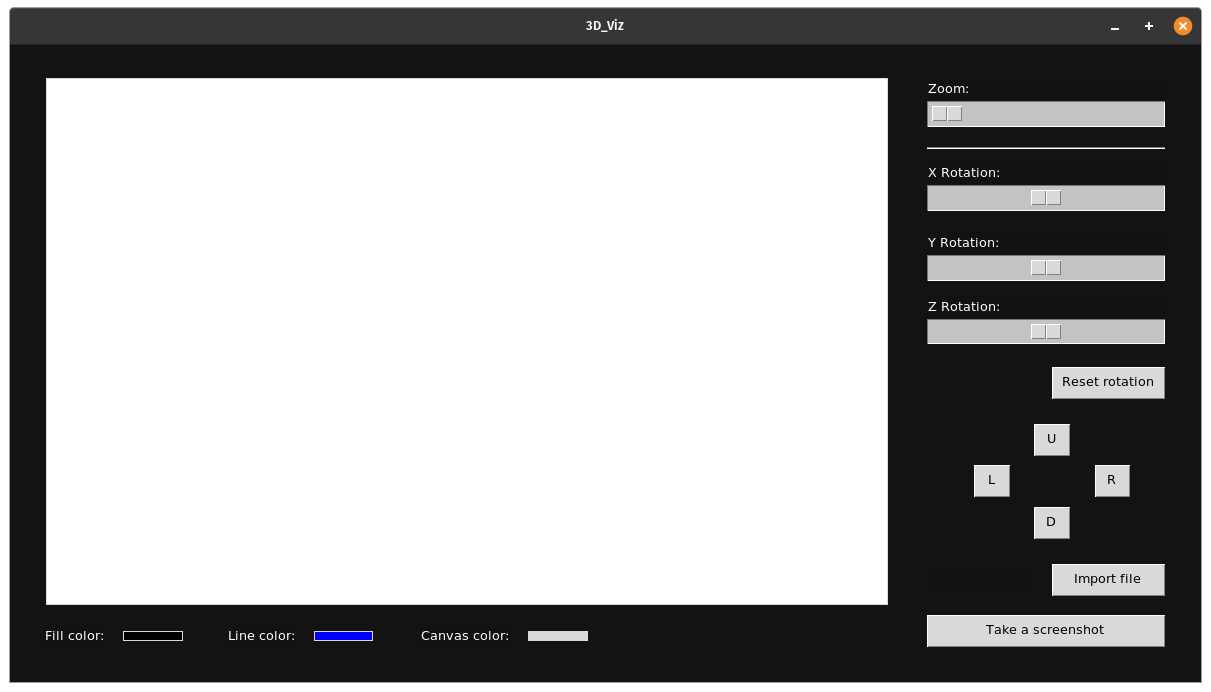 3D_Viz
Zoom:
X Rotation:
Y Rotation:
Z Rotation:
Reset rotation
U
L R
D
Import file
Take a screenshot
Fill color: Line color: Canvas color: